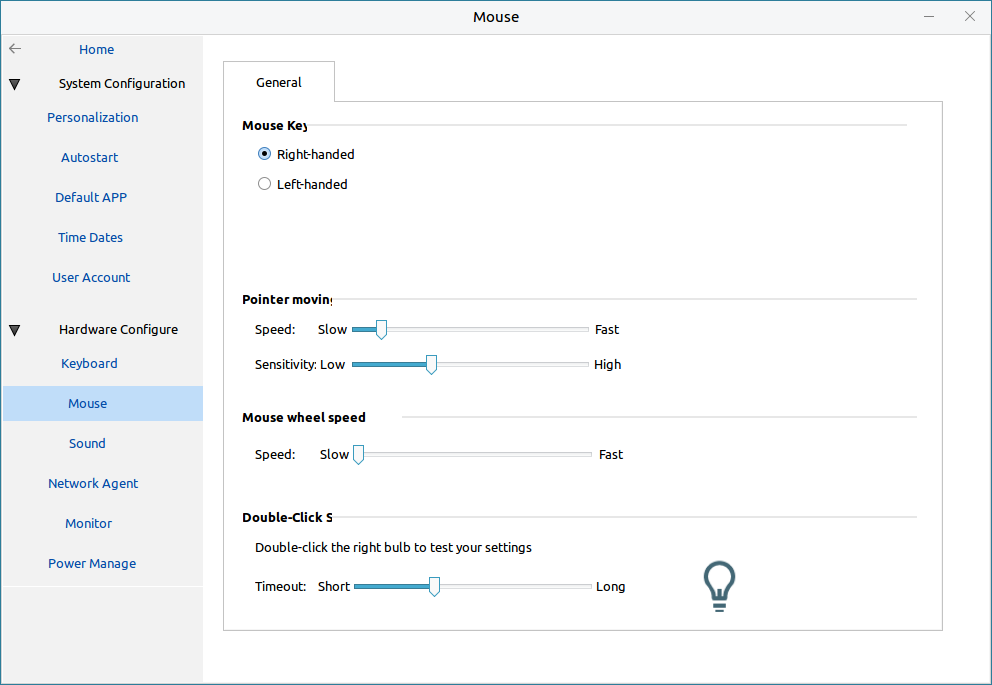 Mouse
Home
System Configuration
Personalization
Autostart
Default APP
Time Dates
User Account
Hardware Configure
Keyboard
Mouse
Sound
Network Agent
Monitor
Power Manage
General
Mouse Key
Right-handed
Left-handed
Pointer moving
Speed: Slow Fast
Sensitivity: Low High
Mouse wheel speed
Speed: Slow Fast
Double-Click S
Double-click the right bulb to test your settings
Timeout: Short Long